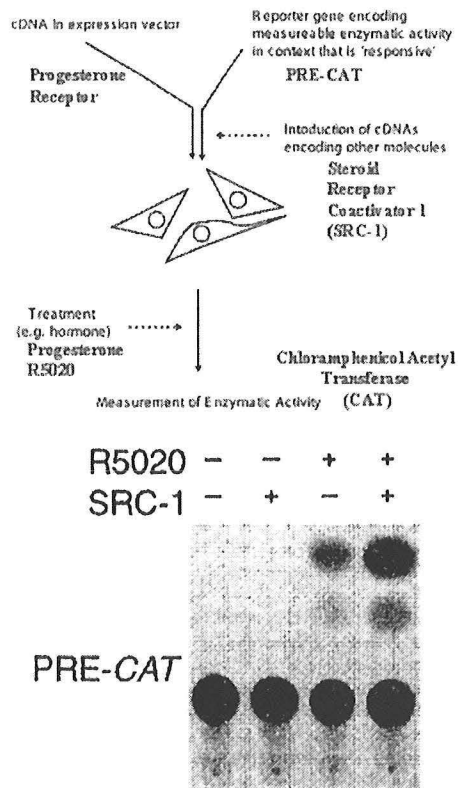 cDNA in expression vector
Progesterone
Receptor
Reporter gene encoding
measureable enzymatic activity
in context that is 'responsive'
PRE-CAT
Intoduction of cDNAs
encoding other molecules
Steroid
Receptor
Coactivator 1
(SRC-1)
Treatment
(e.g. hormone)
Progesterone
R5020
Chloramphenkol Acetyl
Transferase
(CAT)
Measurement of Enzymatic Activity
R5020 – – + +
SRC-1 – + – +
PRE-CAT